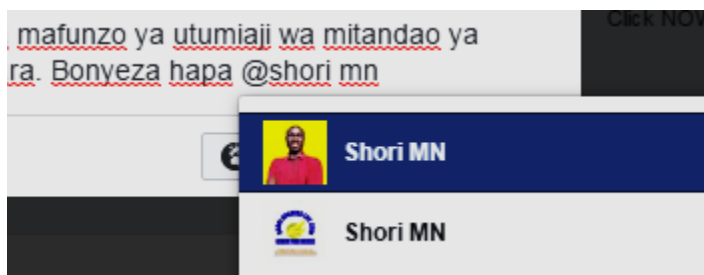 mafunzo ya utumiaji wa mitandao ya
ra. Bonyeza hapa @shori mn
Click NOW
Shori MN
Shori MN